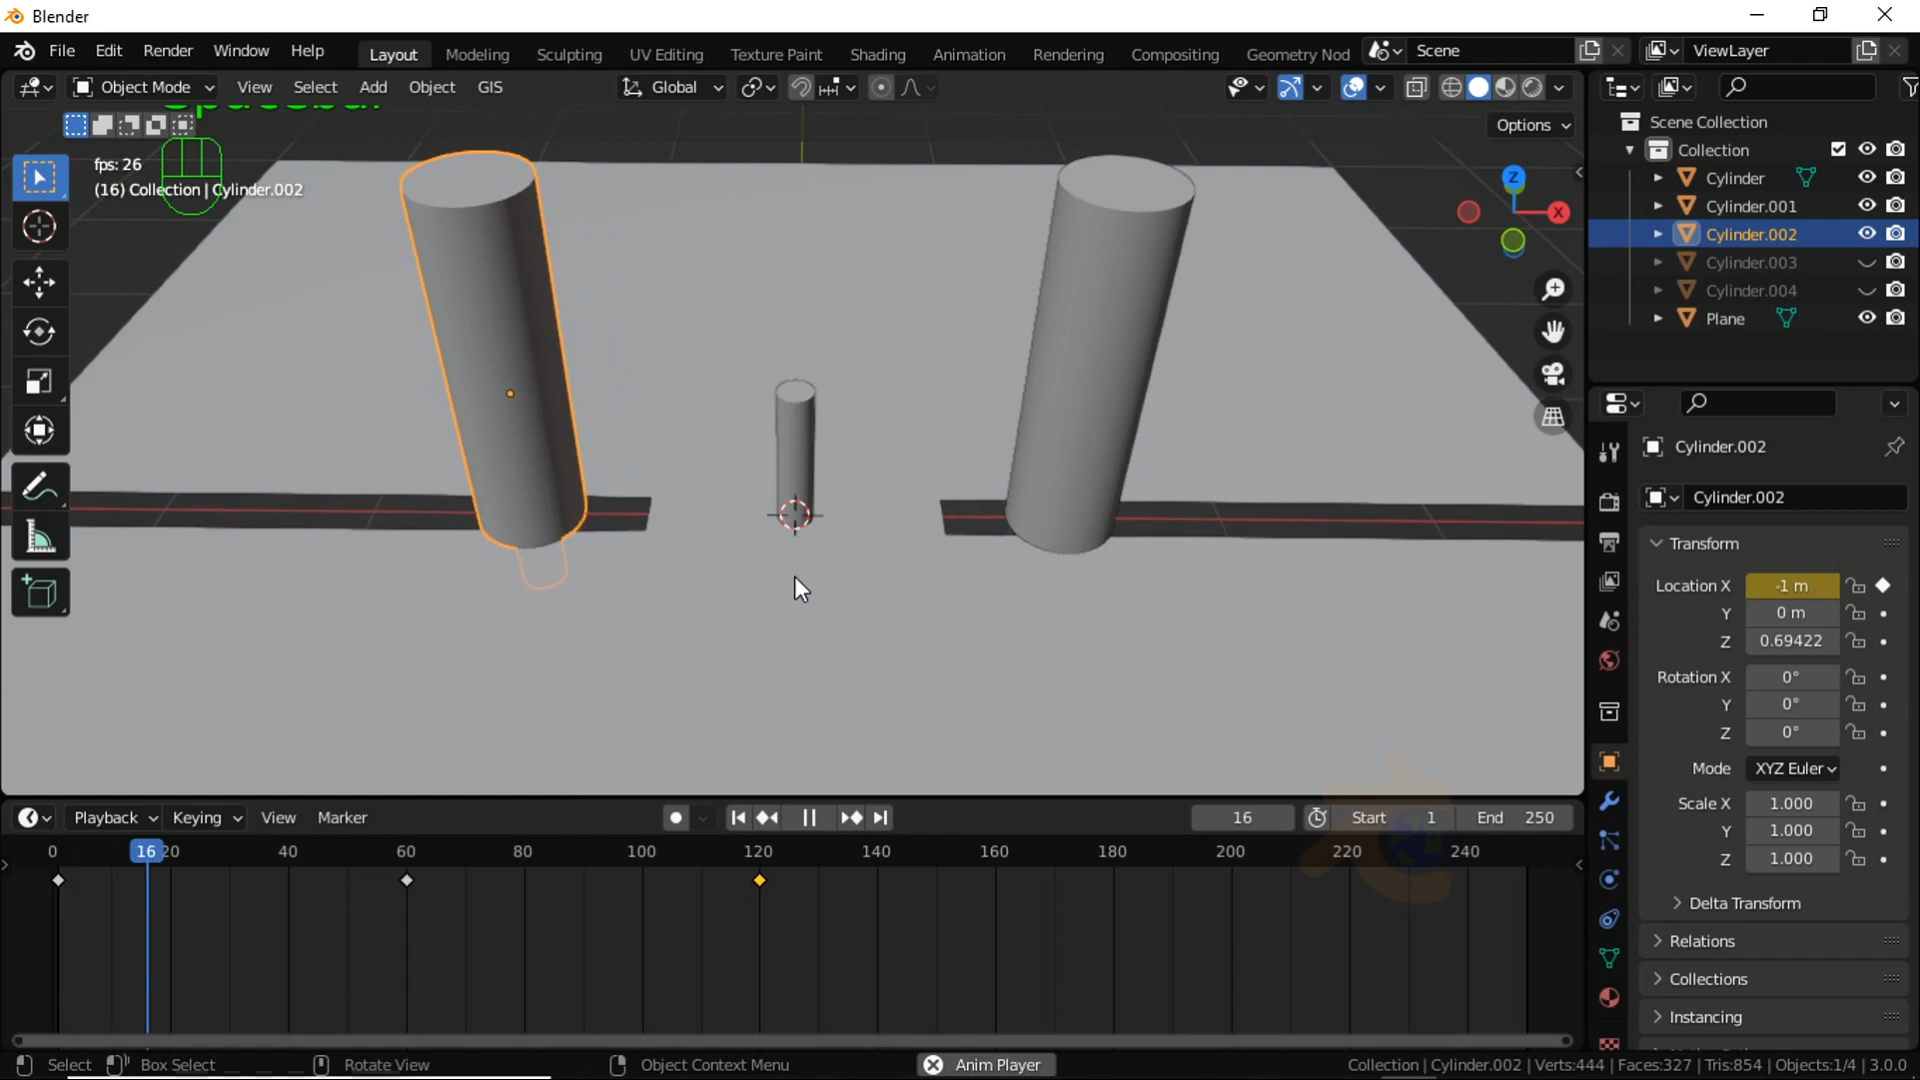 Blender
File Edit Render Window Help Layout Modeling Sculpting UV Editing Texture Paint Shading Animation Rendering Compositing Geometry Nod Scene ViewLayer
Object Mode View Select Add Object GIS Global
Options
fps: 26
(16) Collection | Cylinder.002
Z
X
Scene Collection
Collection
Cylinder
Cylinder.001
Cylinder.002
Cylinder.003
Cylinder.004
Plane
Cylinder.002
Cylinder.002
Transform
Location X -1 m
Y 0 m
Z 0.69422
Rotation X 0°
Y 0°
Z 0°
Mode XYZ Euler
Scale X 1.000
Y 1.000
Z 1.000
Delta Transform
Relations
Collections
Instancing
Playback Keying View Marker 16 Start 1 End 250
0 16 20 40 60 80 100 120 140 160 180 200 220 240
Select Box Select Rotate View Object Context Menu Anim Player Collection | Cylinder.002 | Verts:444 | Faces:327 | Tris:854 | Objects:1/4 | 3.0.0